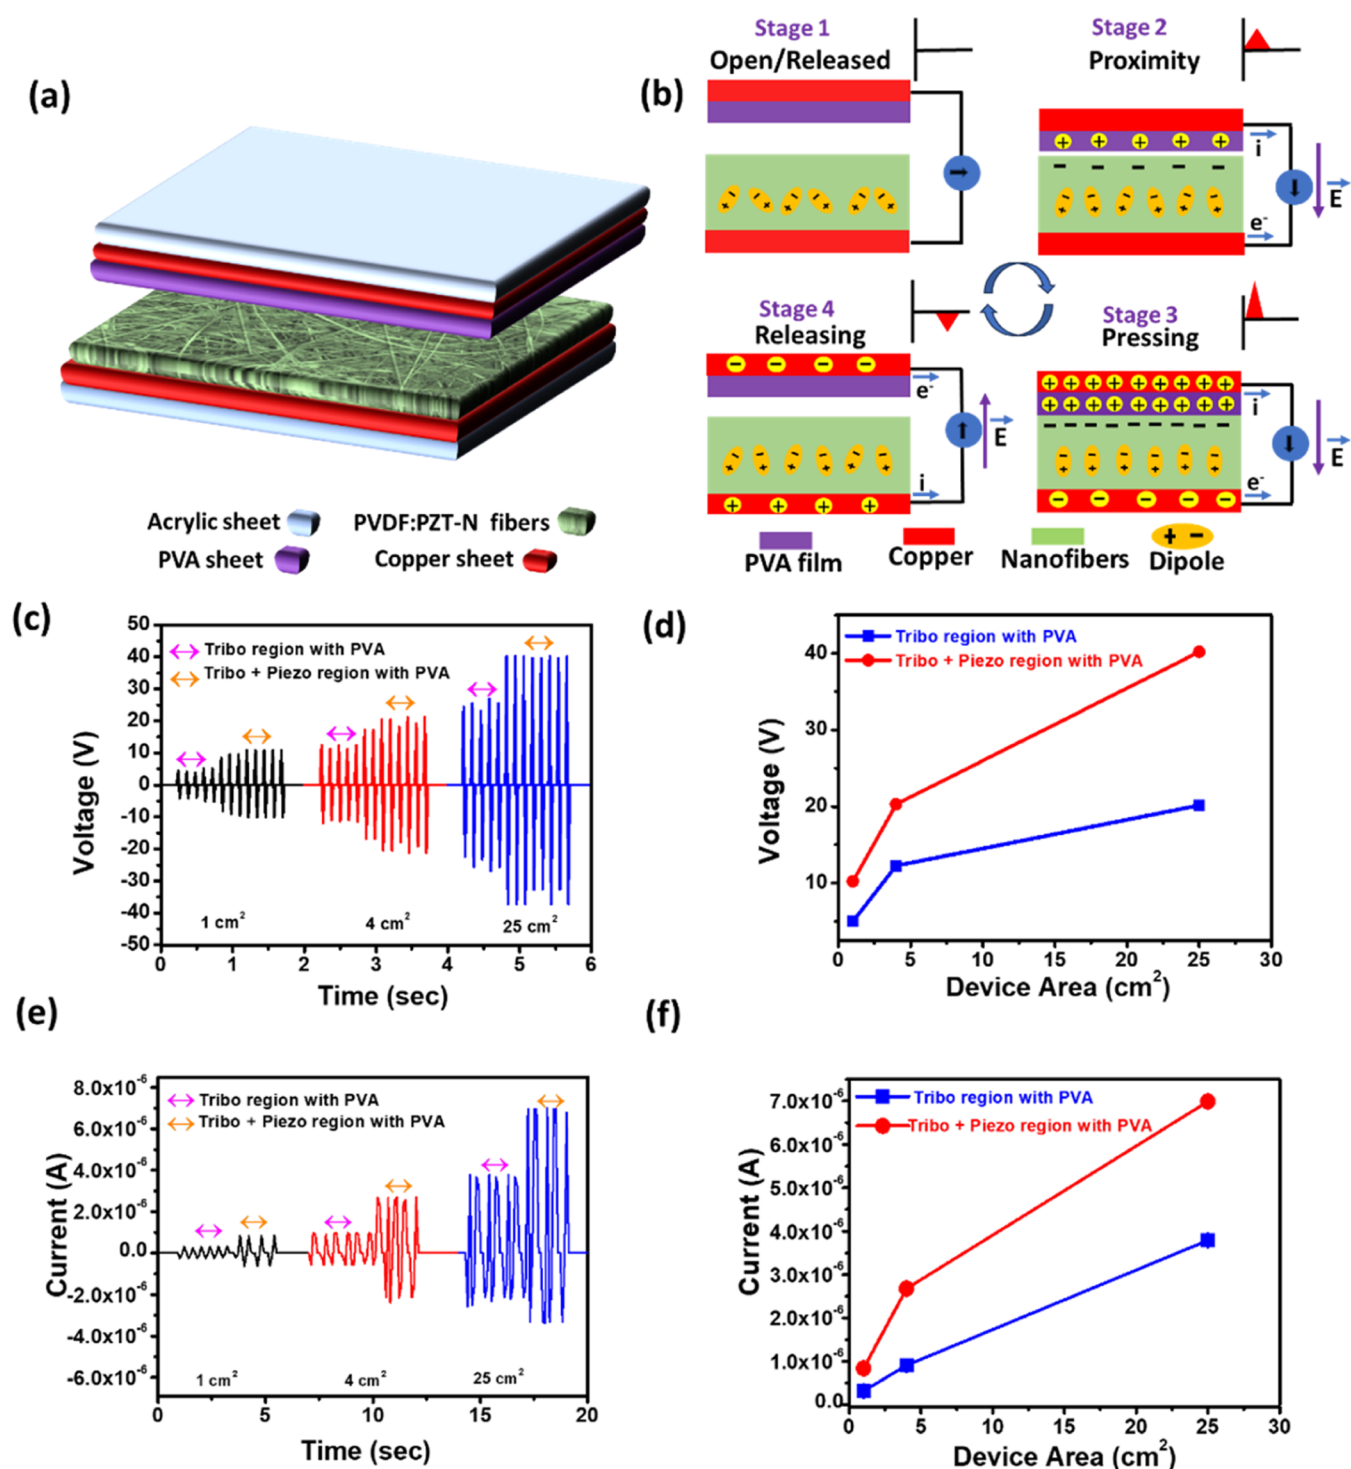 (a)
Acrylic sheet
PVDF:PZT-N fibers
PVA sheet
Copper sheet
(b)
Stage 1
Open/Released
Stage 2
Proximity
+ + + + +
i
- - - - -
E
e-
Stage 4
Releasing
- - - -
e-
E
i
+ + + +
Stage 3
Pressing
+ + + + + + + + +
+ + + + + + + + +
i
- - - - - - - - -
E
e-
- - - - -
PVA film
Copper
Nanofibers
+ -
Dipole
(c)
Tribo region with PVA
Tribo + Piezo region with PVA
50
40
30
20
10
0
-10
-20
-30
-40
-50
Voltage (V)
1 cm²
4 cm²
25 cm²
0 1 2 3 4 5 6
Time (sec)
(d)
Tribo region with PVA
Tribo + Piezo region with PVA
40
30
20
10
Voltage (V)
0 5 10 15 20 25 30
Device Area (cm²)
(e)
Tribo region with PVA
Tribo + Piezo region with PVA
8.0x10⁻⁶
6.0x10⁻⁶
4.0x10⁻⁶
2.0x10⁻⁶
0.0
-2.0x10⁻⁶
-4.0x10⁻⁶
-6.0x10⁻⁶
Current (A)
1 cm²
4 cm²
25 cm²
0 5 10 15 20
Time (sec)
(f)
Tribo region with PVA
Tribo + Piezo region with PVA
7.0x10⁻⁶
6.0x10⁻⁶
5.0x10⁻⁶
4.0x10⁻⁶
3.0x10⁻⁶
2.0x10⁻⁶
1.0x10⁻⁶
0.0
Current (A)
0 5 10 15 20 25 30
Device Area (cm²)